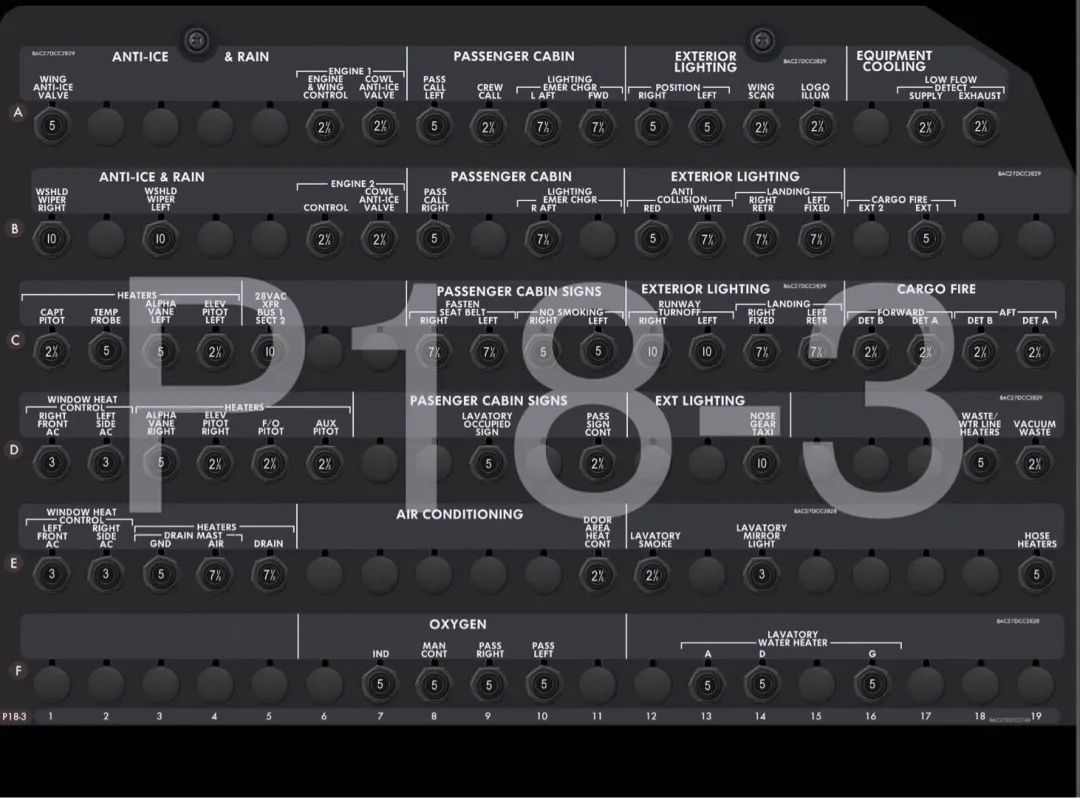 BAC27DCC2829
ANTI-ICE & RAIN
PASSENGER CABIN
EXTERIOR
LIGHTING
BAC27DCC2829
EQUIPMENT
COOLING
WING
ANTI-ICE
VALVE
ENGINE 1
ENGINE
& WING
CONTROL
COWL
ANTI-ICE
VALVE
PASS
CALL
LEFT
CREW
CALL
LIGHTING
EMER CHGR
L AFT FWD
POSITION
RIGHT LEFT
WING
SCAN
LOGO
ILLUM
LOW FLOW
DETECT
SUPPLY EXHAUST
A
5 2½ 2½ 5 2½ 7½ 7½ 5 5 2½ 2½ 2½ 2½
ANTI-ICE & RAIN
PASSENGER CABIN
EXTERIOR LIGHTING
BAC27DCC2829
WSHLD
WIPER
RIGHT
WSHLD
WIPER
LEFT
ENGINE 2
CONTROL
COWL
ANTI-ICE
VALVE
PASS
CALL
RIGHT
LIGHTING
EMER CHGR
R AFT
ANTI
COLLISION
RED WHITE
LANDING
RIGHT
RETR
LEFT
FIXED
CARGO FIRE
EXT 2 EXT 1
B
10 10 2½ 2½ 5 7½ 5 7½ 7½ 7½ 5
PASSENGER CABIN SIGNS
EXTERIOR LIGHTING
BAC27DCC2829
CARGO FIRE
HEATERS
CAPT
PITOT
TEMP
PROBE
ALPHA
VANE
LEFT
ELEV
PITOT
LEFT
28VAC
XFR
BUS 1
SECT 2
FASTEN
SEAT BELT
RIGHT LEFT
NO SMOKING
RIGHT LEFT
RUNWAY
TURNOFF
RIGHT LEFT
LANDING
RIGHT
FIXED
LEFT
RETR
FORWARD
DET B DET A
AFT
DET B DET A
C
2½ 5 5 2½ 10 7½ 7½ 5 5 10 10 7½ 7½ 2½ 2½ 2½ 2½
P18-3
WINDOW HEAT
CONTROL
RIGHT
FRONT
AC
LEFT
SIDE
AC
HEATERS
ALPHA
VANE
RIGHT
ELEV
PITOT
RIGHT
F/O
PITOT
AUX
PITOT
PASENGER CABIN SIGNS
LAVATORY
OCCUPIED
SIGN
PASS
SIGN
CONT
EXT LIGHTING
NOSE
GEAR
TAXI
BAC27DCC2829
WASTE/
WTR LINE
HEATERS
VACUUM
WASTE
D
3 3 5 2½ 2½ 2½ 5 2½ 10 5 2½
WINDOW HEAT
CONTROL
LEFT
FRONT
AC
RIGHT
SIDE
AC
HEATERS
DRAIN MAST
GND AIR
DRAIN
AIR CONDITIONING
DOOR
AREA
HEAT
CONT
BAC27DCC2828
LAVATORY
SMOKE
LAVATORY
MIRROR
LIGHT
HOSE
HEATERS
E
3 3 5 7½ 7½ 2½ 2½ 3 5
OXYGEN
BAC27DCC2828
IND
MAN
CONT
PASS
RIGHT
PASS
LEFT
LAVATORY
WATER HEATER
A D G
F
5 5 5 5 5 5 5
P18-3 1 2 3 4 5 6 7 8 9 10 11 12 13 14 15 16 17 18 19